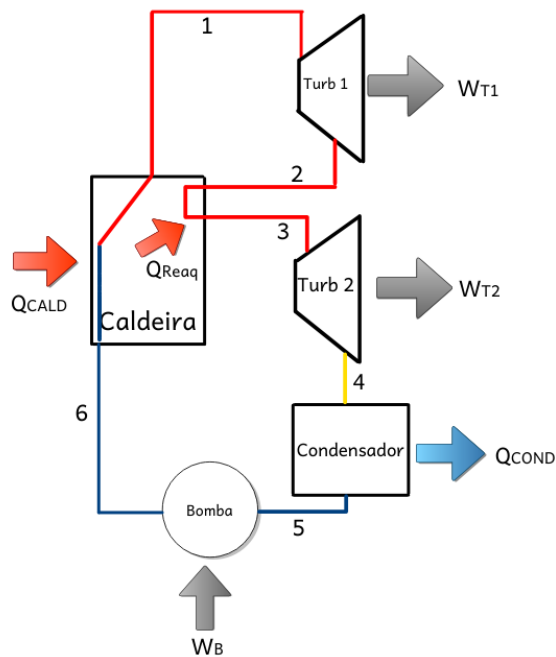 1
Turb 1
WT1
2
3
QReaq
QCALD
Caldeira
Turb 2
WT2
4
6
Condensador
QCOND
Bomba
5
WB